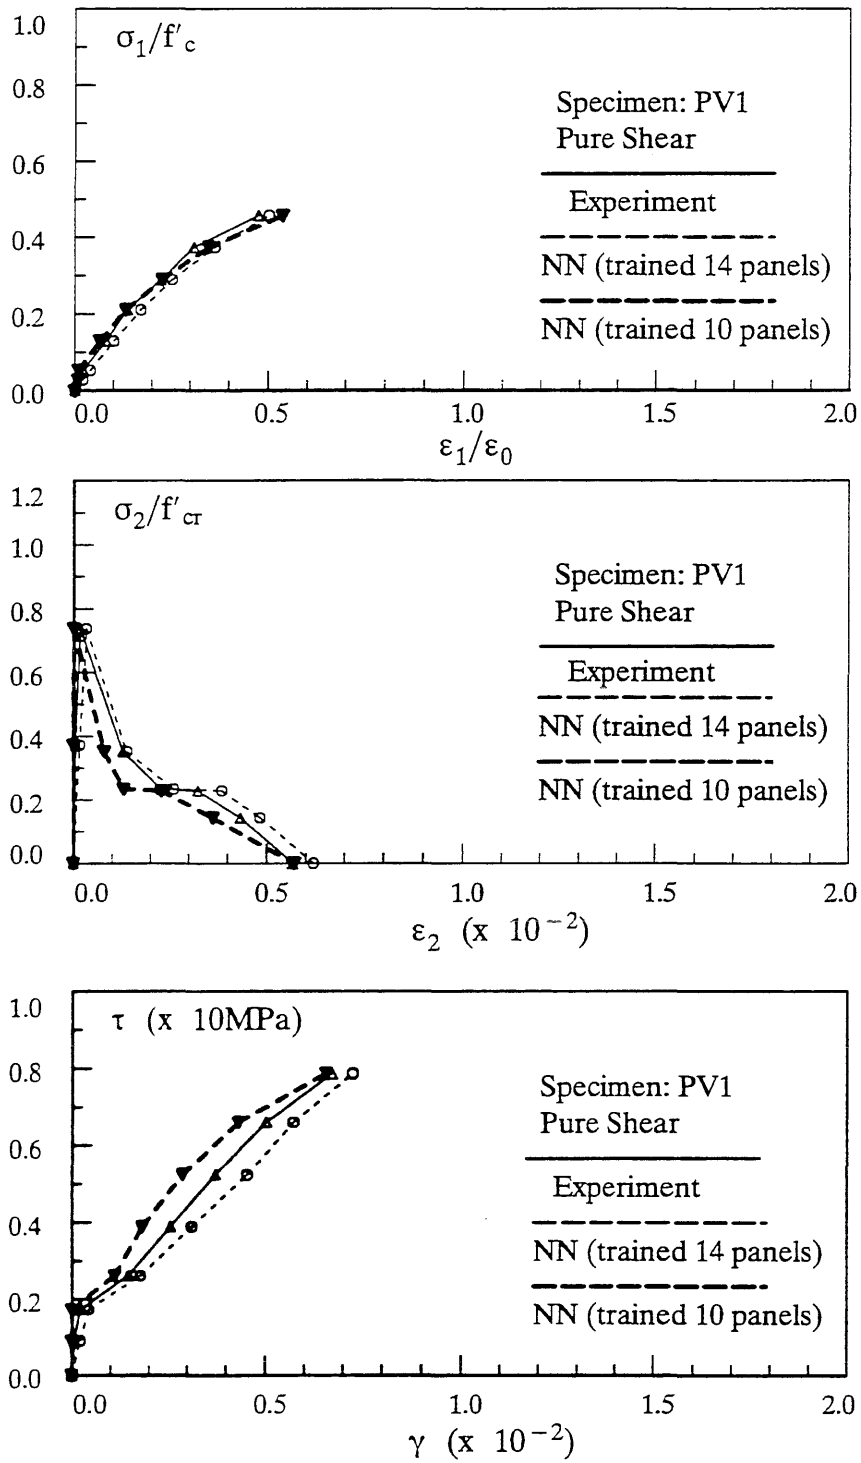 1.0
σ₁/f'c
0.8
Specimen: PV1
Pure Shear
0.6
Experiment
0.4
NN (trained 14 panels)
0.2
NN (trained 10 panels)
0.0
0.0 0.5 1.0 1.5 2.0
ε₁/ε₀
1.2
σ₂/f'cr
1.0
Specimen: PV1
0.8
Pure Shear
0.6
Experiment
0.4
NN (trained 14 panels)
0.2
NN (trained 10 panels)
0.0
0.0 0.5 1.0 1.5 2.0
ε₂ (x 10⁻²)
1.0
τ (x 10MPa)
0.8
Specimen: PV1
Pure Shear
0.6
Experiment
0.4
NN (trained 14 panels)
0.2
NN (trained 10 panels)
0.0
0.0 0.5 1.0 1.5 2.0
γ (x 10⁻²)